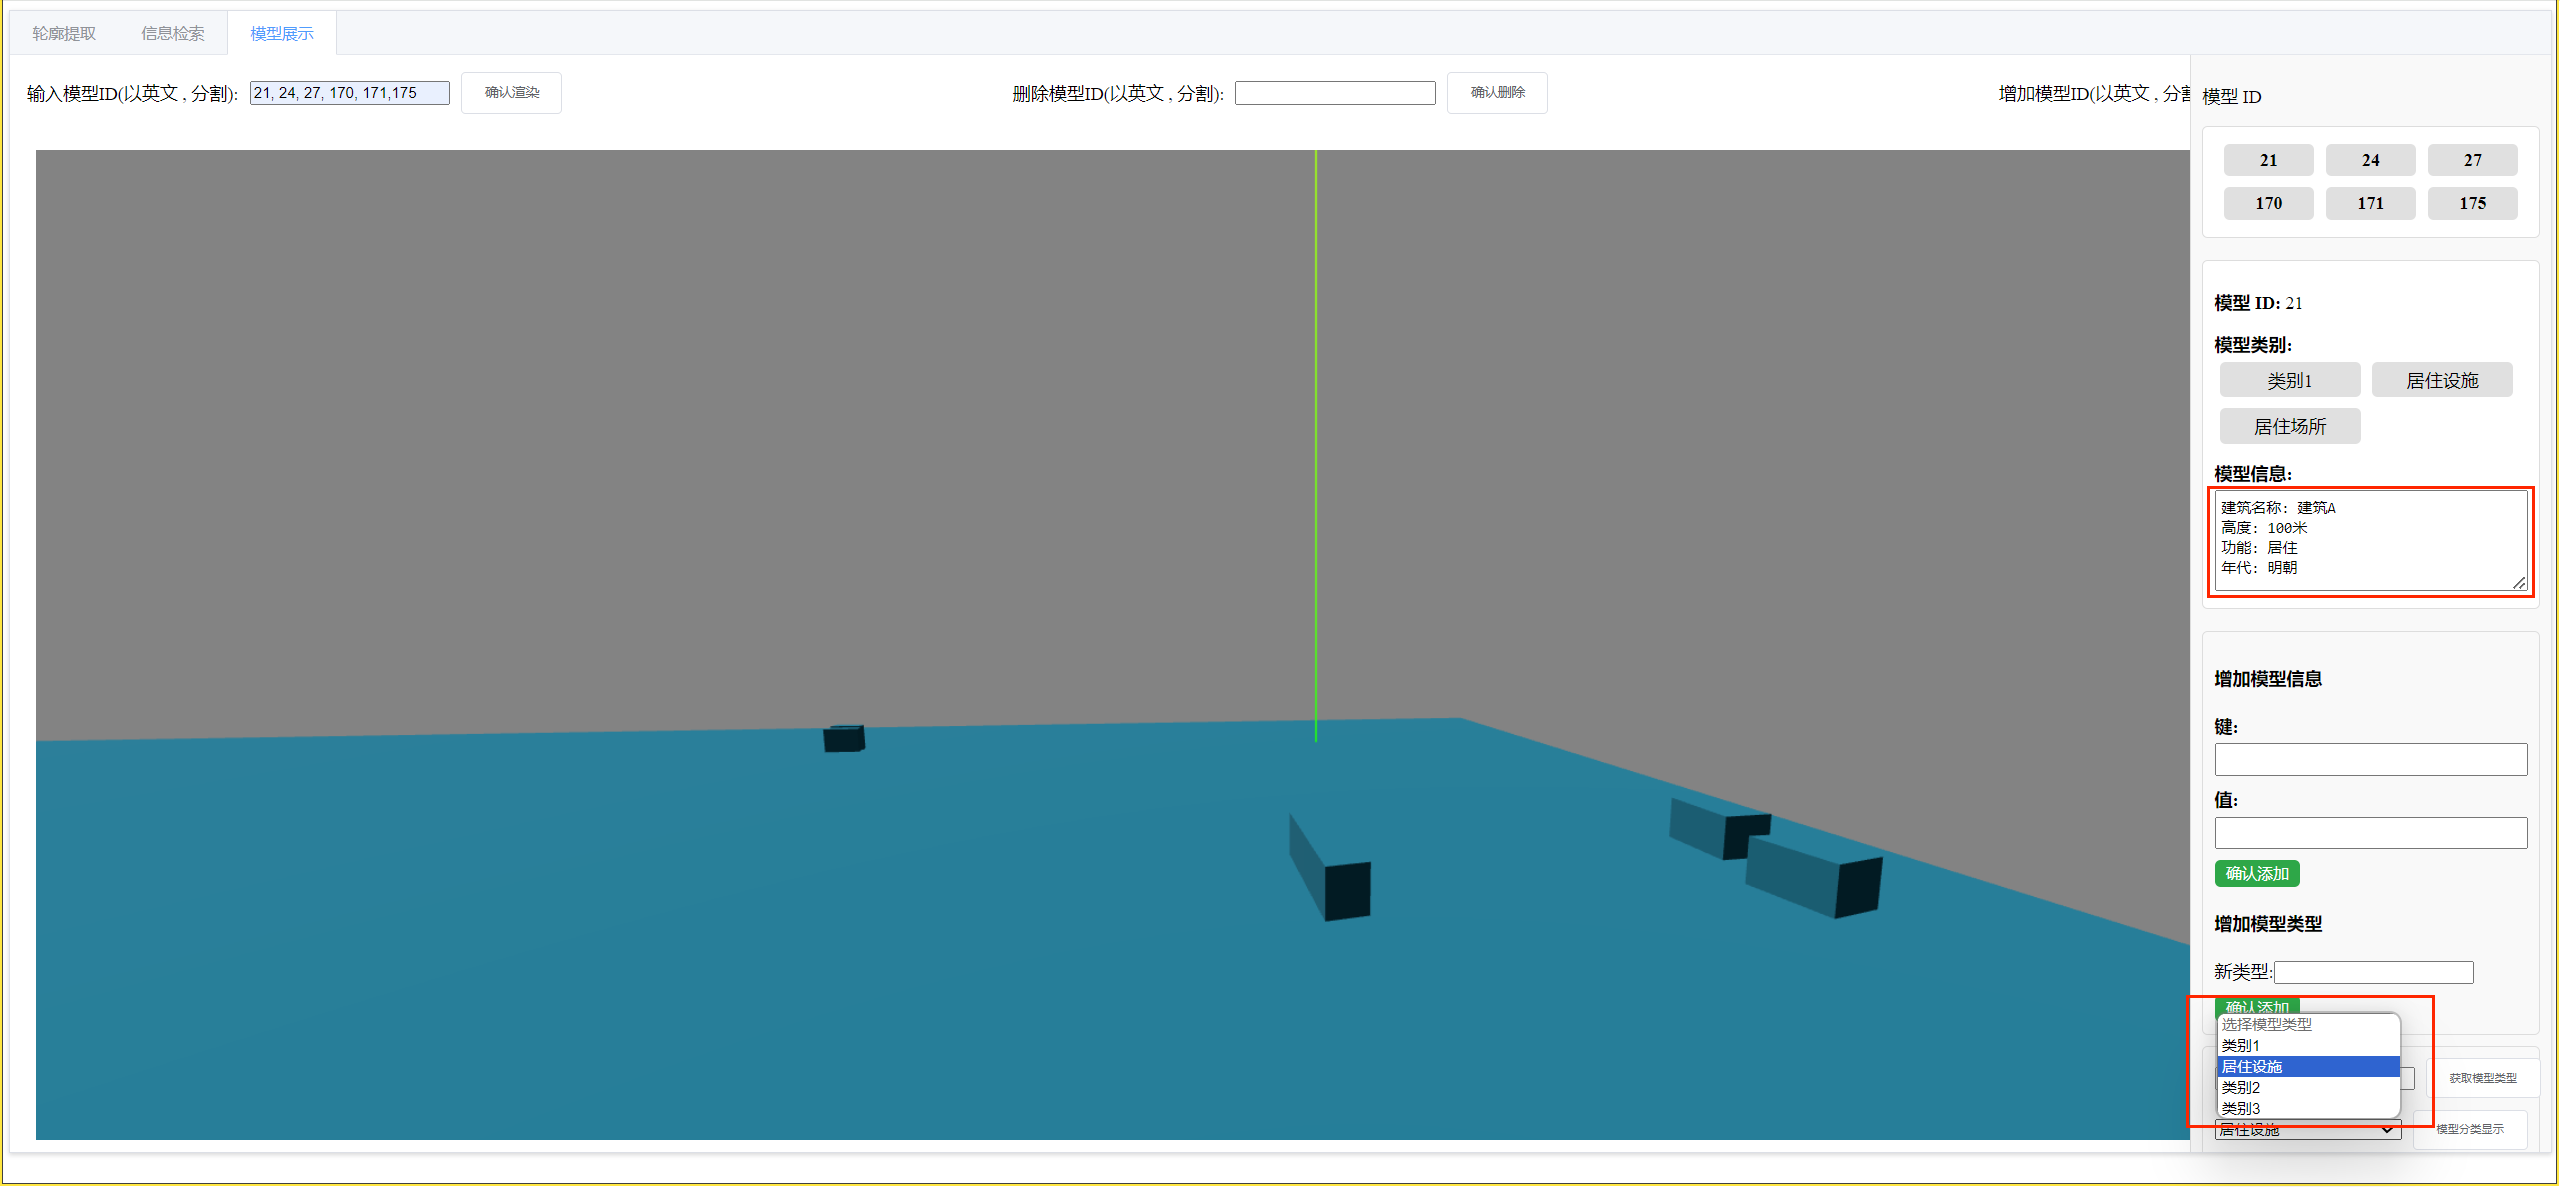 轮廓提取 信息检索 模型展示
输入模型ID(以英文 , 分割): 21, 24, 27, 170, 171,175 确认渲染 删除模型ID(以英文 , 分割): 确认删除 增加模型ID(以英文 , 分割
模型 ID
21 24 27
170 171 175
模型 ID: 21
模型类别:
类别1 居住设施
居住场所
模型信息:
建筑名称: 建筑A
高度: 100米
功能: 居住
年代: 明朝
增加模型信息
键:
值:
确认添加
增加模型类型
新类型:
确认添加
选择模型类型
类别1
居住设施
类别2
类别3
获取模型类型
居住设施 模型分类显示